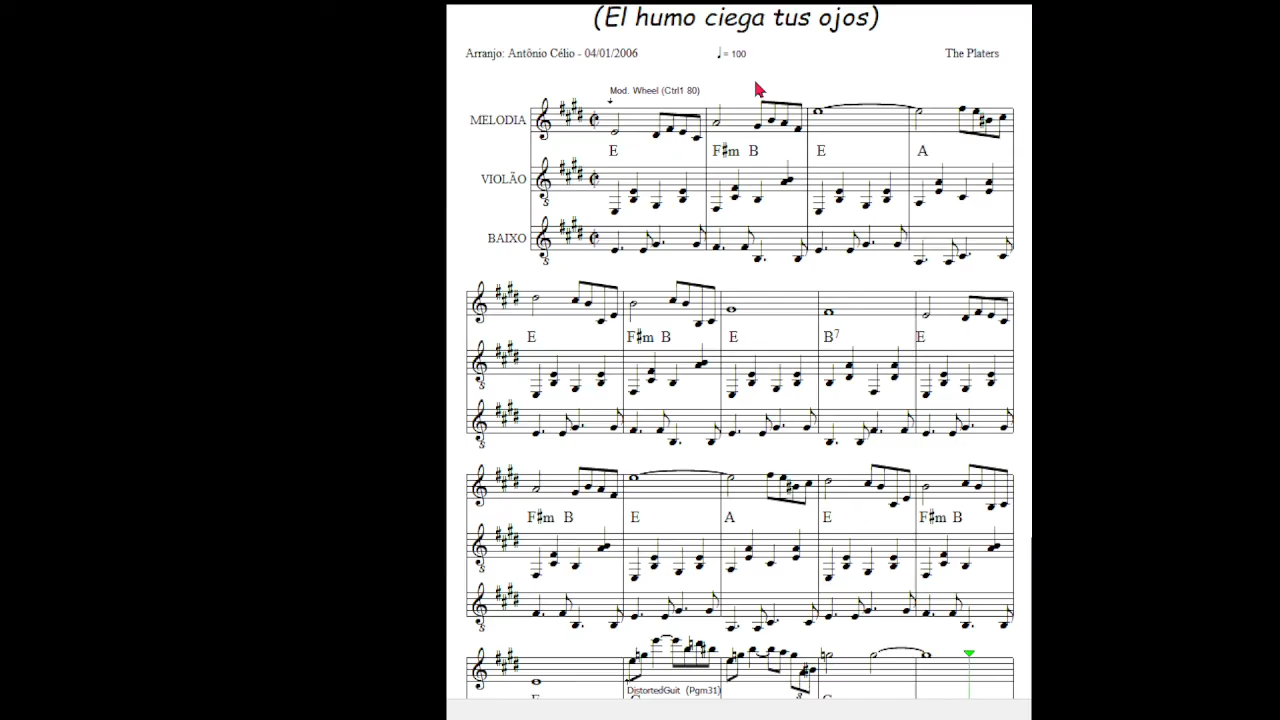 (El humo ciega tus ojos)
Arranjo: Antônio Célio - 04/01/2006
♩ = 100
The Platers
Mod. Wheel (Ctrl1 80)
MELODIA
E F#m B E A
VIOLÃO
BAIXO
E F#m B E B7 E
F#m B E A E F#m B
DistortedGuit (Pgm31)
3